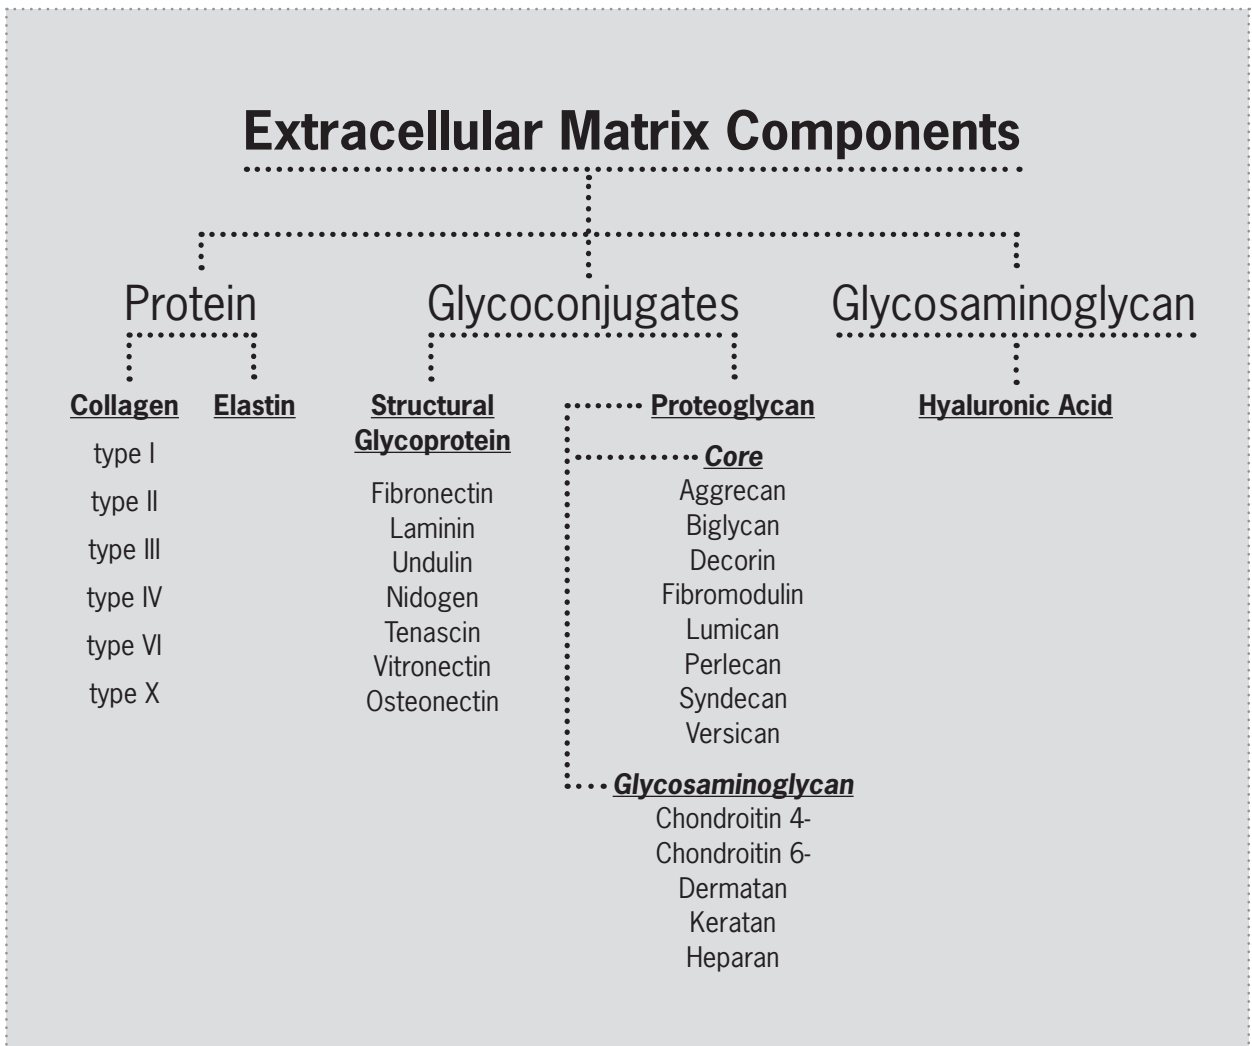 Extracellular Matrix Components
Protein
Glycoconjugates
Glycosaminoglycan
Collagen
type I
type II
type III
type IV
type VI
type X
Elastin
Structural
Glycoprotein
Fibronectin
Laminin
Undulin
Nidogen
Tenascin
Vitronectin
Osteonectin
Proteoglycan
Core
Aggrecan
Biglycan
Decorin
Fibromodulin
Lumican
Perlecan
Syndecan
Versican
Glycosaminoglycan
Chondroitin 4-
Chondroitin 6-
Dermatan
Keratan
Heparan
Hyaluronic Acid